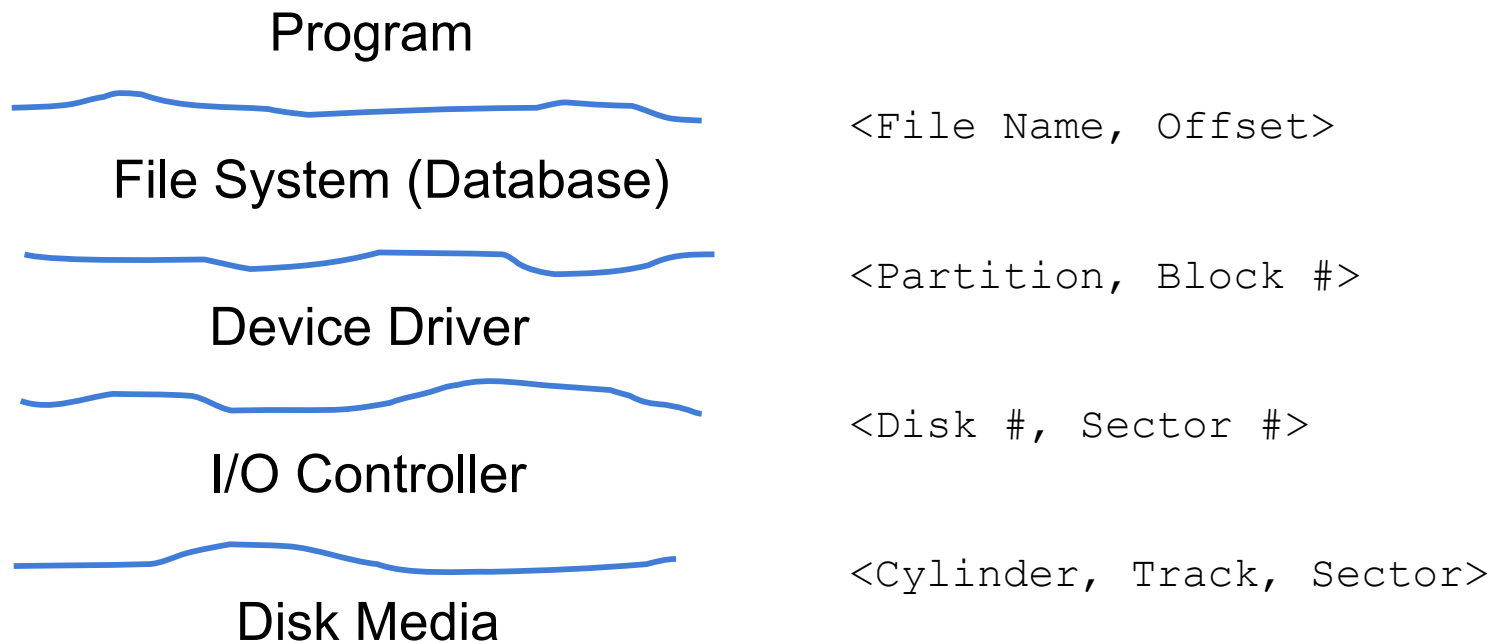 Program
<File Name, Offset>
File System (Database)
<Partition, Block #>
Device Driver
<Disk #, Sector #>
I/O Controller
<Cylinder, Track, Sector>
Disk Media